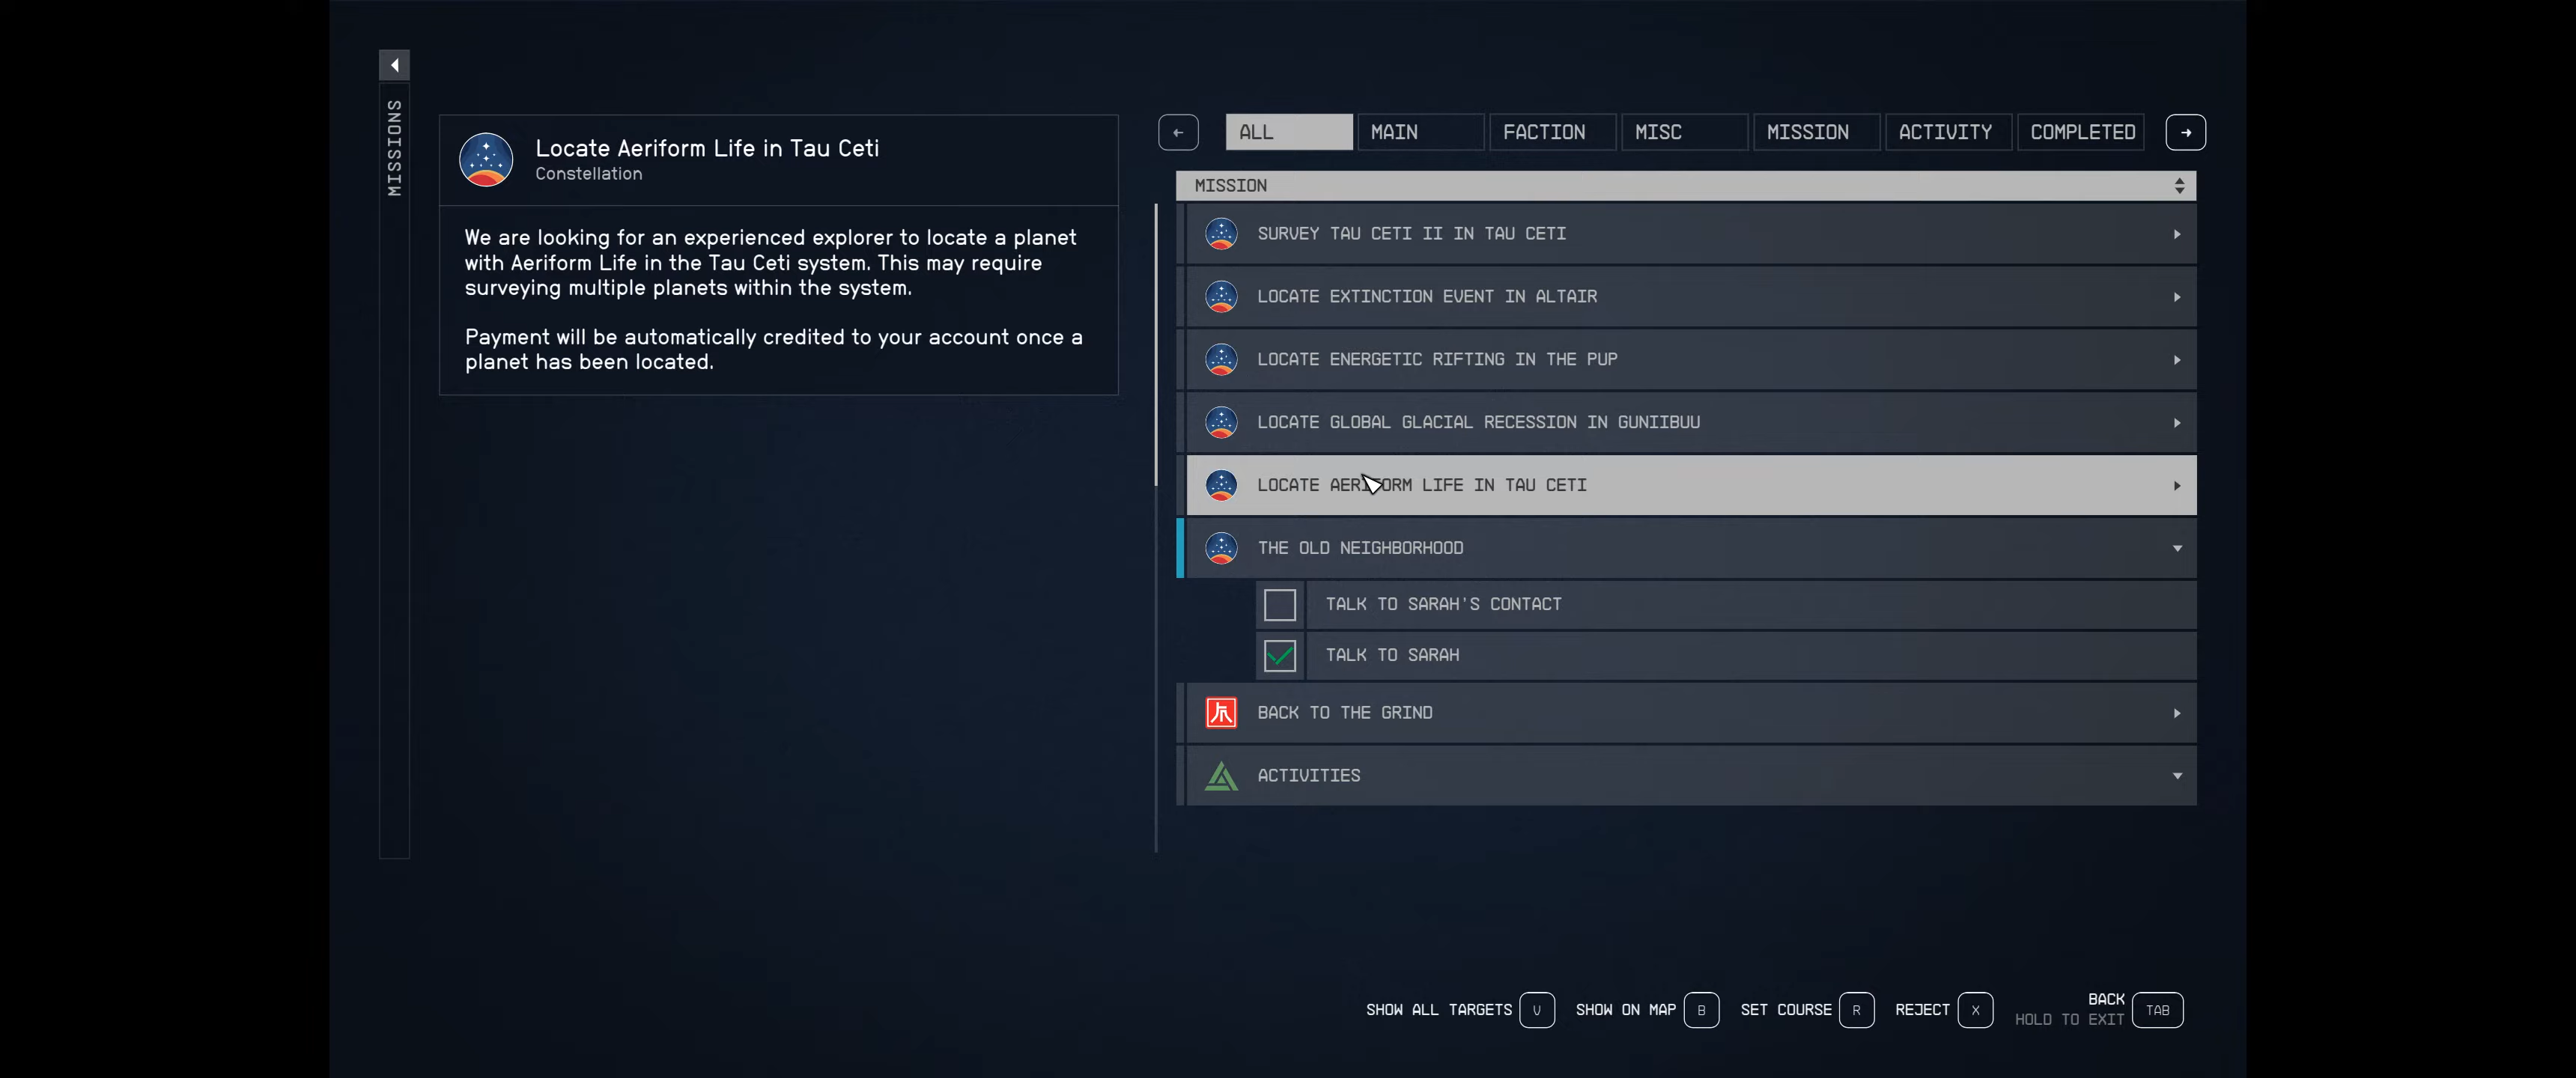 MISSIONS
Locate Aeriform Life in Tau Ceti
Constellation
We are looking for an experienced explorer to locate a planet
with Aeriform Life in the Tau Ceti system. This may require
surveying multiple planets within the system.
Payment will be automatically credited to your account once a
planet has been located.
ALL MAIN FACTION MISC MISSION ACTIVITY COMPLETED
MISSION
SURVEY TAU CETI II IN TAU CETI
LOCATE EXTINCTION EVENT IN ALTAIR
LOCATE ENERGETIC RIFTING IN THE PUP
LOCATE GLOBAL GLACIAL RECESSION IN GUNIIBUU
LOCATE AERIFORM LIFE IN TAU CETI
THE OLD NEIGHBORHOOD
TALK TO SARAH'S CONTACT
TALK TO SARAH
BACK TO THE GRIND
ACTIVITIES
SHOW ALL TARGETS V SHOW ON MAP B SET COURSE R REJECT X BACK TAB
HOLD TO EXIT